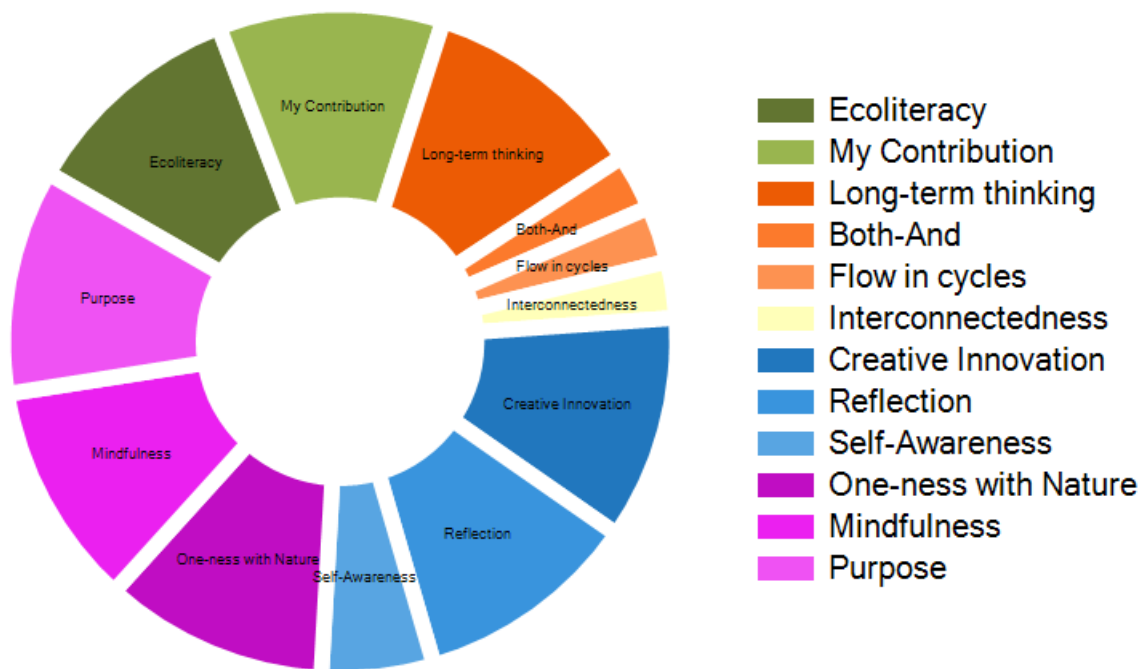 My Contribution
Ecoliteracy
Long-term thinking
Both-And
Flow in cycles
Purpose
Interconnectedness
Creative Innovation
Mindfulness
Reflection
One-ness with Nature
Self-Awareness
Ecoliteracy
My Contribution
Long-term thinking
Both-And
Flow in cycles
Interconnectedness
Creative Innovation
Reflection
Self-Awareness
One-ness with Nature
Mindfulness
Purpose